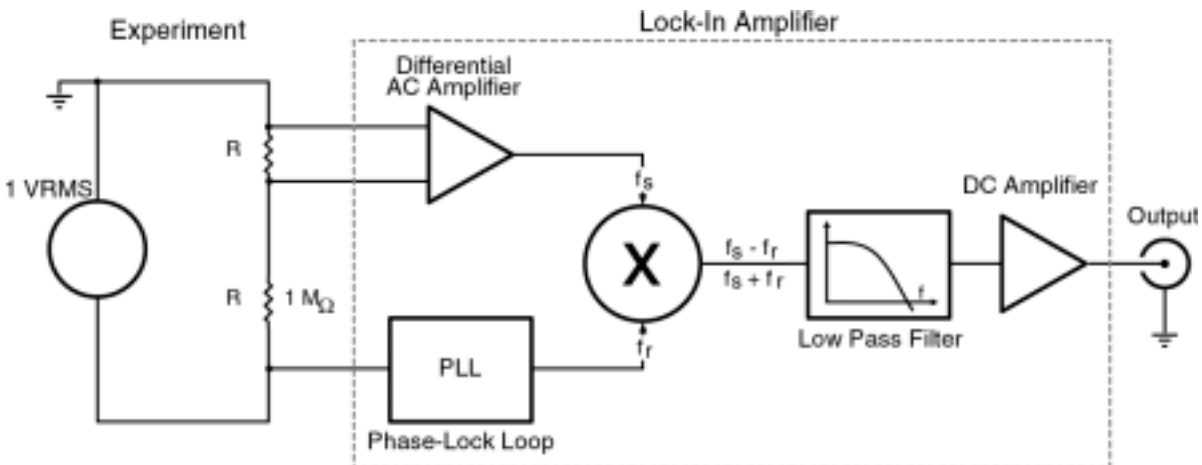 Experiment
Lock-In Amplifier
Differential
AC Amplifier
R
1 VRMS
fs
DC Amplifier
Output
X
fs - fr
fs + fr
f
R
1 MΩ
Low Pass Filter
fr
PLL
Phase-Lock Loop